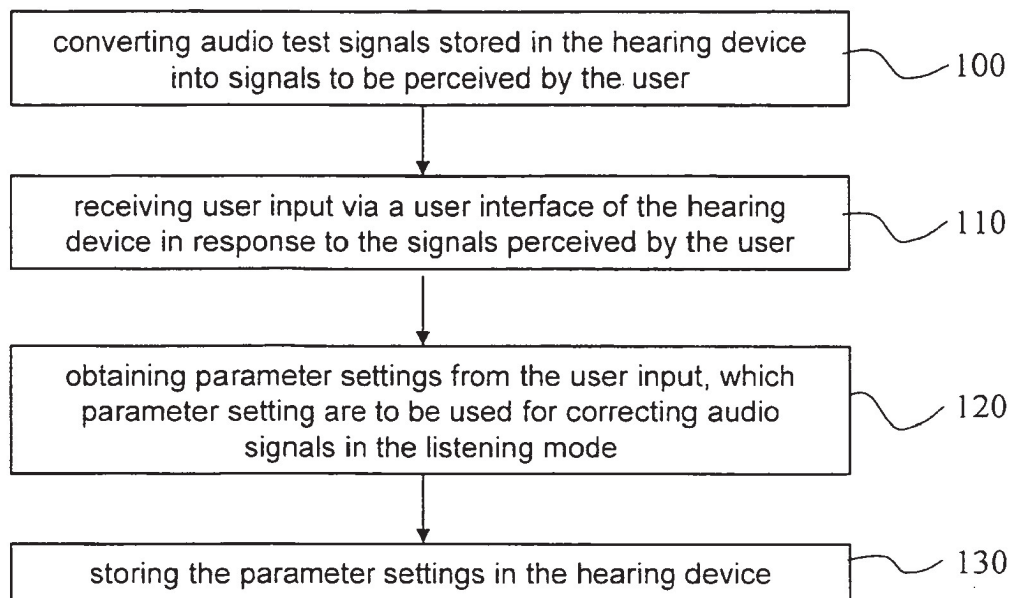 converting audio test signals stored in the hearing device
into signals to be perceived by the user
100
receiving user input via a user interface of the hearing
device in response to the signals perceived by the user
110
obtaining parameter settings from the user input, which
parameter setting are to be used for correcting audio
signals in the listening mode
120
storing the parameter settings in the hearing device
130